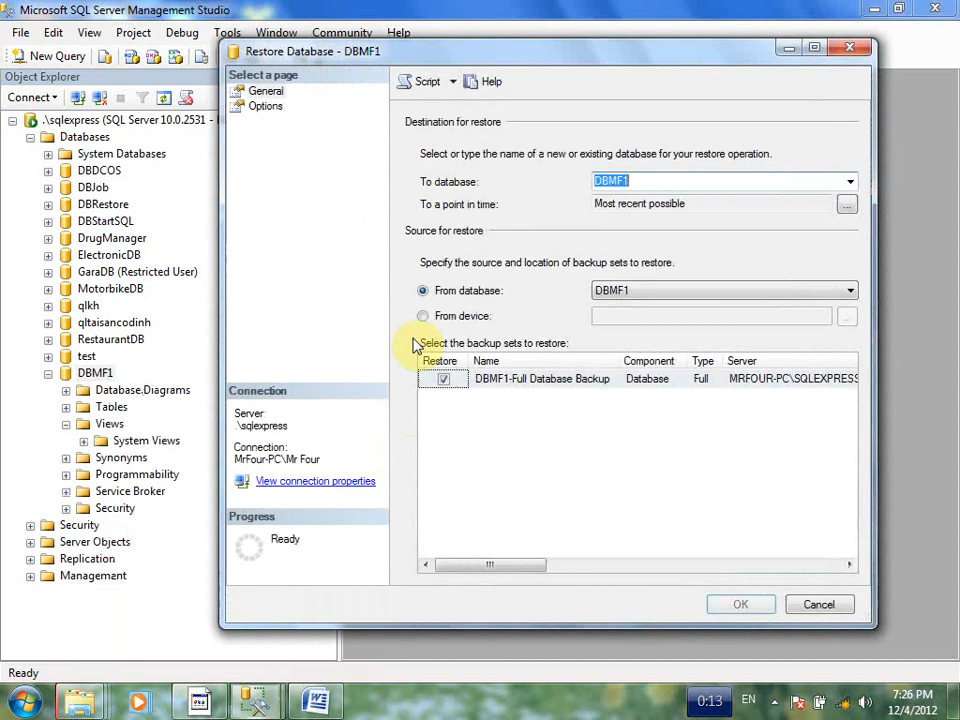 Microsoft SQL Server Management Studio
File Edit View Project Debug Tools Window Community Help
New Query
Object Explorer
Connect
.\sqlexpress (SQL Server 10.0.2531 -
Databases
System Databases
DBDCOS
DBJob
DBRestore
DBStartSQL
DrugManager
ElectronicDB
GaraDB (Restricted User)
MotorbikeDB
qlkh
qltaisancodinh
RestaurantDB
test
DBMF1
Database Diagrams
Tables
Views
System Views
Synonyms
Programmability
Service Broker
Security
Security
Server Objects
Replication
Management
Restore Database - DBMF1
Select a page
General
Options
Connection
Server:
.\sqlexpress
Connection:
MrFour-PC\Mr Four
View connection properties
Progress
Ready
Script Help
Destination for restore
Select or type the name of a new or existing database for your restore operation.
To database: DBMF1
To a point in time: Most recent possible ...
Source for restore
Specify the source and location of backup sets to restore.
From database: DBMF1
From device: ...
Select the backup sets to restore:
Restore Name Component Type Server
DBMF1-Full Database Backup Database Full MRFOUR-PC\SQLEXPRESS
OK Cancel
Ready
0:13 EN 7:26 PM
12/4/2012